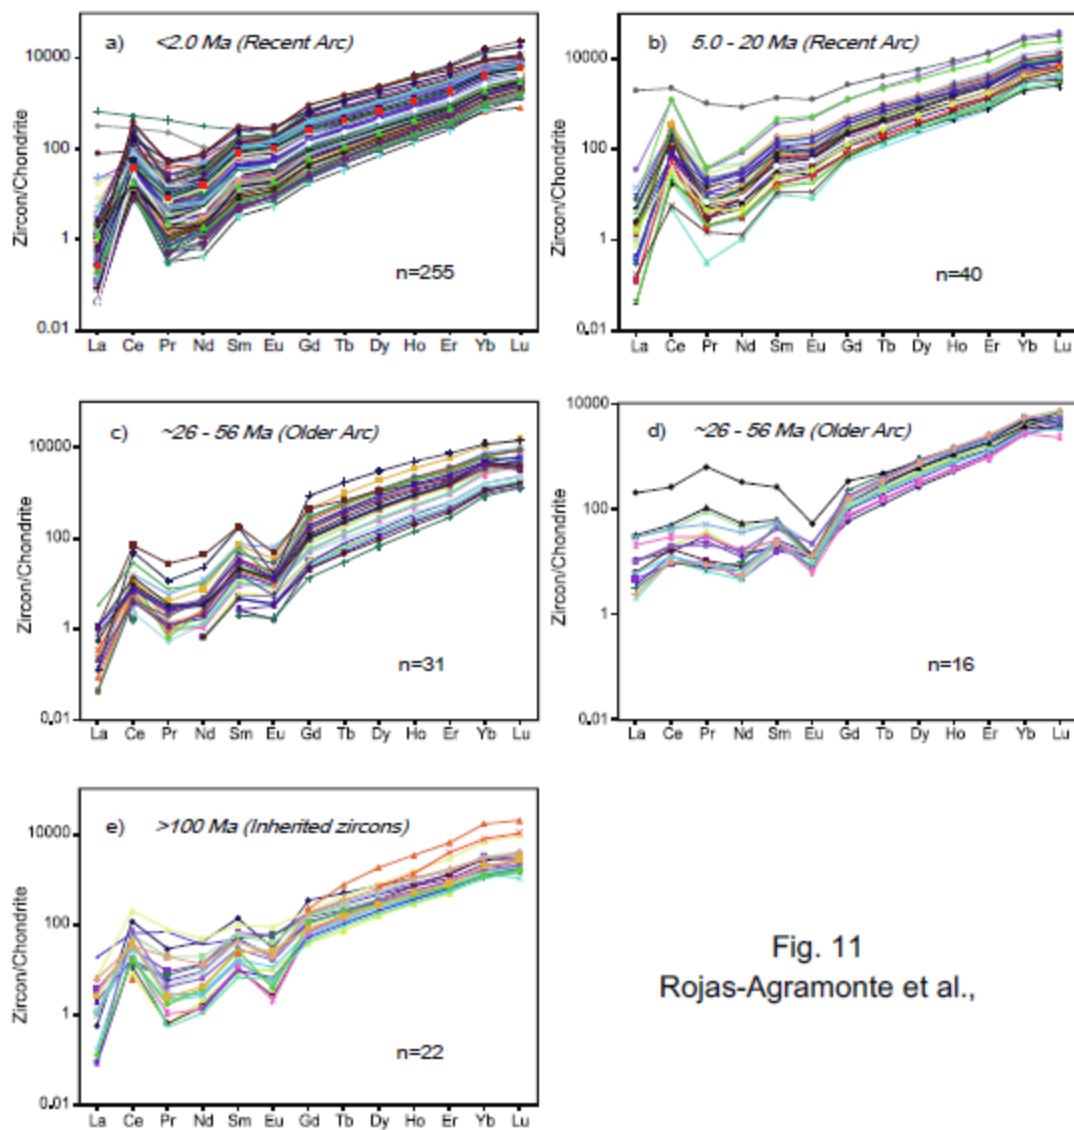 a) <2.0 Ma (Recent Arc)
10000
100
1
0.01
Zircon/Chondrite
n=255
La Ce Pr Nd Sm Eu Gd Tb Dy Ho Er Yb Lu
b) 5.0 - 20 Ma (Recent Arc)
10000
100
1
0.01
Zircon/Chondrite
n=40
La Ce Pr Nd Sm Eu Gd Tb Dy Ho Er Yb Lu
c) ~26 - 56 Ma (Older Arc)
10000
100
1
0.01
Zircon/Chondrite
n=31
La Ce Pr Nd Sm Eu Gd Tb Dy Ho Er Yb Lu
d) ~26 - 56 Ma (Older Arc)
10000
100
1
0.01
Zircon/Chondrite
n=16
La Ce Pr Nd Sm Eu Gd Tb Dy Ho Er Yb Lu
e) >100 Ma (Inherited zircons)
10000
100
1
0.01
Zircon/Chondrite
n=22
La Ce Pr Nd Sm Eu Gd Tb Dy Ho Er Yb Lu
Fig. 11
Rojas-Agramonte et al.,